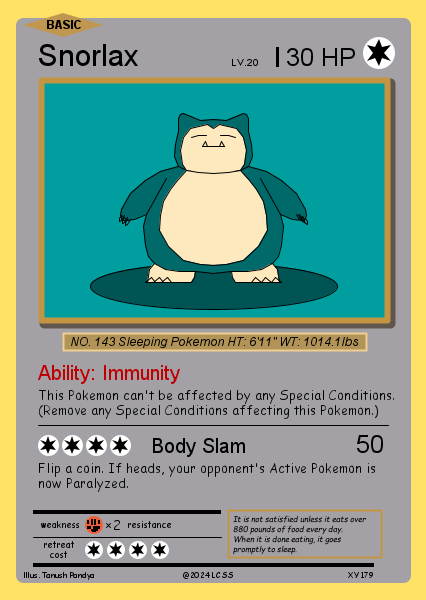 BASIC
Snorlax LV.20 130 HP
NO. 143 Sleeping Pokemon HT: 6'11" WT: 1014.1lbs
Ability: Immunity
This Pokemon can't be affected by any Special Conditions.
(Remove any Special Conditions affecting this Pokemon.)
Body Slam 50
Flip a coin. If heads, your opponent's Active Pokemon is
now Paralyzed.
weakness x2 resistance
retreat
cost
It is not satisfied unless it eats over
880 pounds of food every day.
When it is done eating, it goes
promptly to sleep.
Illus. Tanush Pandya @2024 LCSS XY179